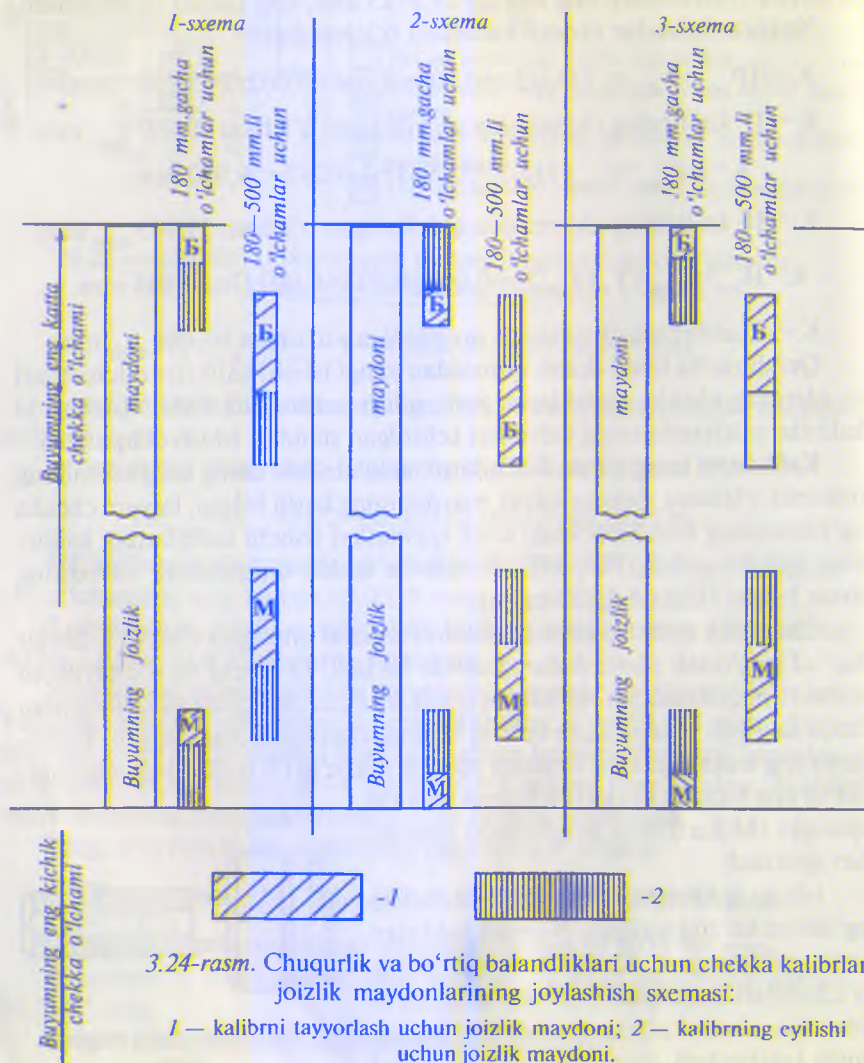 1-sxema
2-sxema
3-sxema
180 mm.gacha
o'lchamlar uchun
180—500 mm.li
o'lchamlar uchun
180 mm.gacha
o'lchamlar uchun
180—500 mm.li
o'lchamlar uchun
180 mm.gacha
o'lchamlar uchun
180—500 mm.li
o'lchamlar uchun
Buyumning eng katta
chekka o'lchami
Buyumning joizlik maydoni
Buyumning joizlik maydoni
Buyumning joizlik maydoni
Б
Б
Б
Б
Б
Б
М
М
М
М
М
М
Buyumning eng kichik
chekka o'lchami
-1
-2
3.24-rasm. Chuqurlik va bo‘rtiq balandliklari uchun chekka kalibrlar
joizlik maydonlarining joylashish sxemasi:
1 — kalibrni tayyorlash uchun joizlik maydoni; 2 — kalibrning eyilishi
uchun joizlik maydoni.